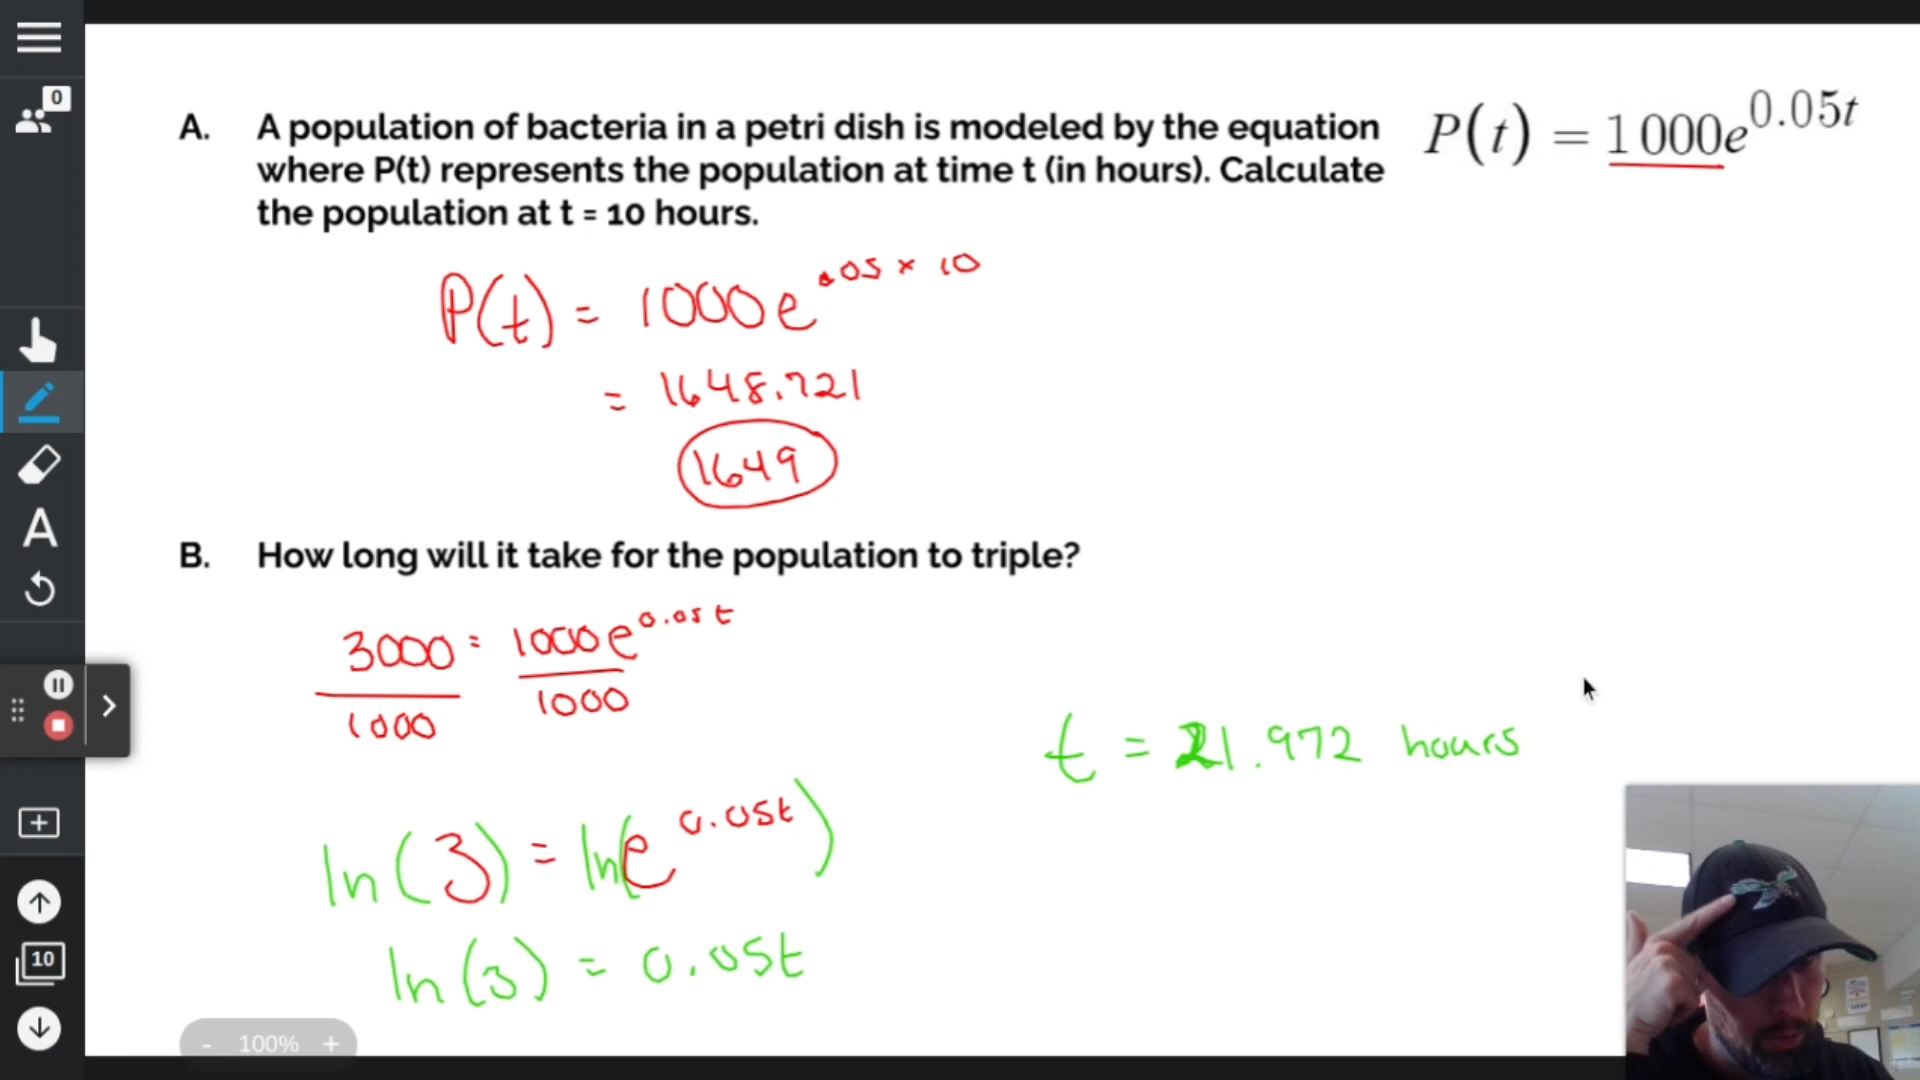 0
A. A population of bacteria in a petri dish is modeled by the equation P(t) = 1000e^0.05t
where P(t) represents the population at time t (in hours). Calculate
the population at t = 10 hours.
P(t) = 1000e^.05 × 10
= 1648.721
1649
B. How long will it take for the population to triple?
3000 = 1000e^0.05t
1000 1000
t = 21.972 hours
ln(3) = ln(e^0.05t)
ln(3) = 0.05t
A
10
- 100% +